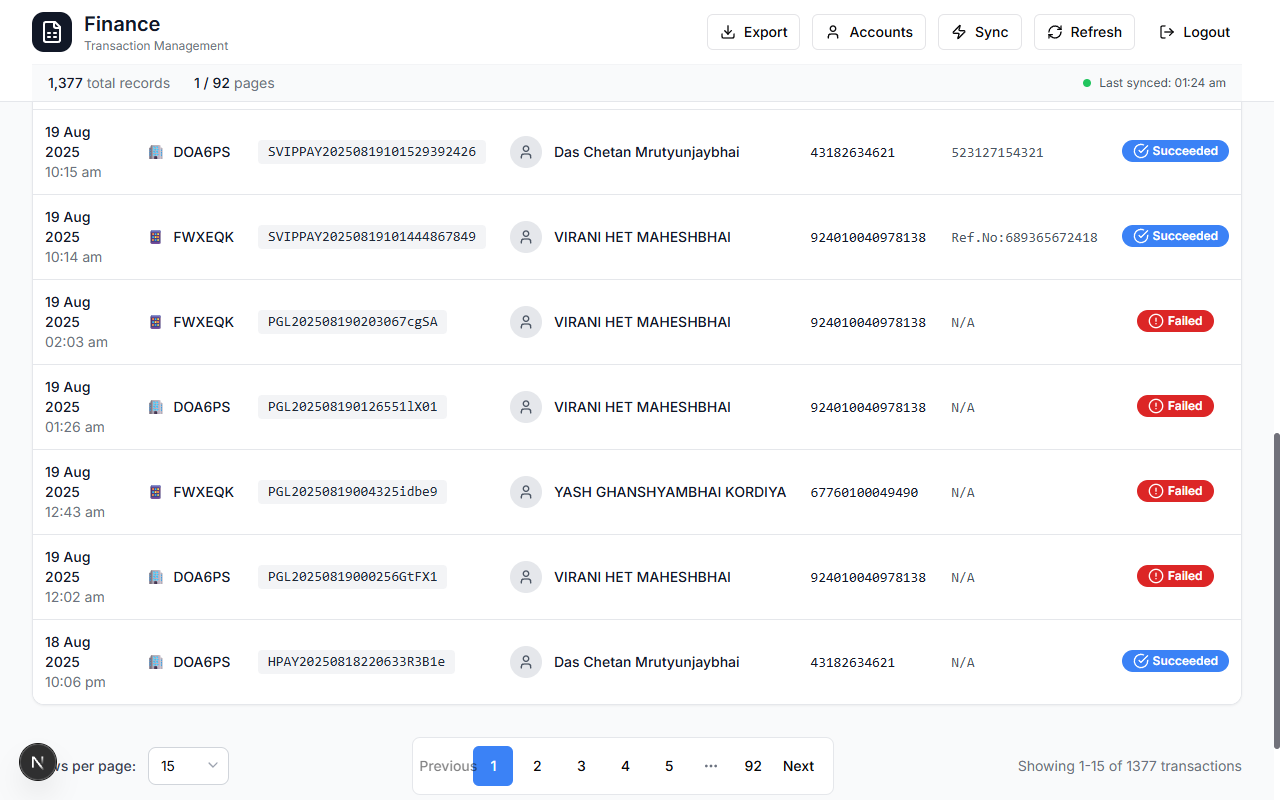 Finance
Transaction Management
Export
Accounts
Sync
Refresh
Logout
1,377 total records 1 / 92 pages
Last synced: 01:24 am
19 Aug
2025
10:15 am
DOA6PS
SVIPPAY20250819101529392426
Das Chetan Mrutyunjaybhai
43182634621
523127154321
Succeeded
19 Aug
2025
10:14 am
FWXEQK
SVIPPAY20250819101444867849
VIRANI HET MAHESHBHAI
924010040978138
Ref.No:689365672418
Succeeded
19 Aug
2025
02:03 am
FWXEQK
PGL202508190203067cgSA
VIRANI HET MAHESHBHAI
924010040978138
N/A
Failed
19 Aug
2025
01:26 am
DOA6PS
PGL202508190126551lX01
VIRANI HET MAHESHBHAI
924010040978138
N/A
Failed
19 Aug
2025
12:43 am
FWXEQK
PGL20250819004325idbe9
YASH GHANSHYAMBHAI KORDIYA
67760100049490
N/A
Failed
19 Aug
2025
12:02 am
DOA6PS
PGL20250819000256GtFX1
VIRANI HET MAHESHBHAI
924010040978138
N/A
Failed
18 Aug
2025
10:06 pm
DOA6PS
HPAY20250818220633R3B1e
Das Chetan Mrutyunjaybhai
43182634621
N/A
Succeeded
N
per page:
15
Previous 1 2 3 4 5 ··· 92 Next
Showing 1-15 of 1377 transactions